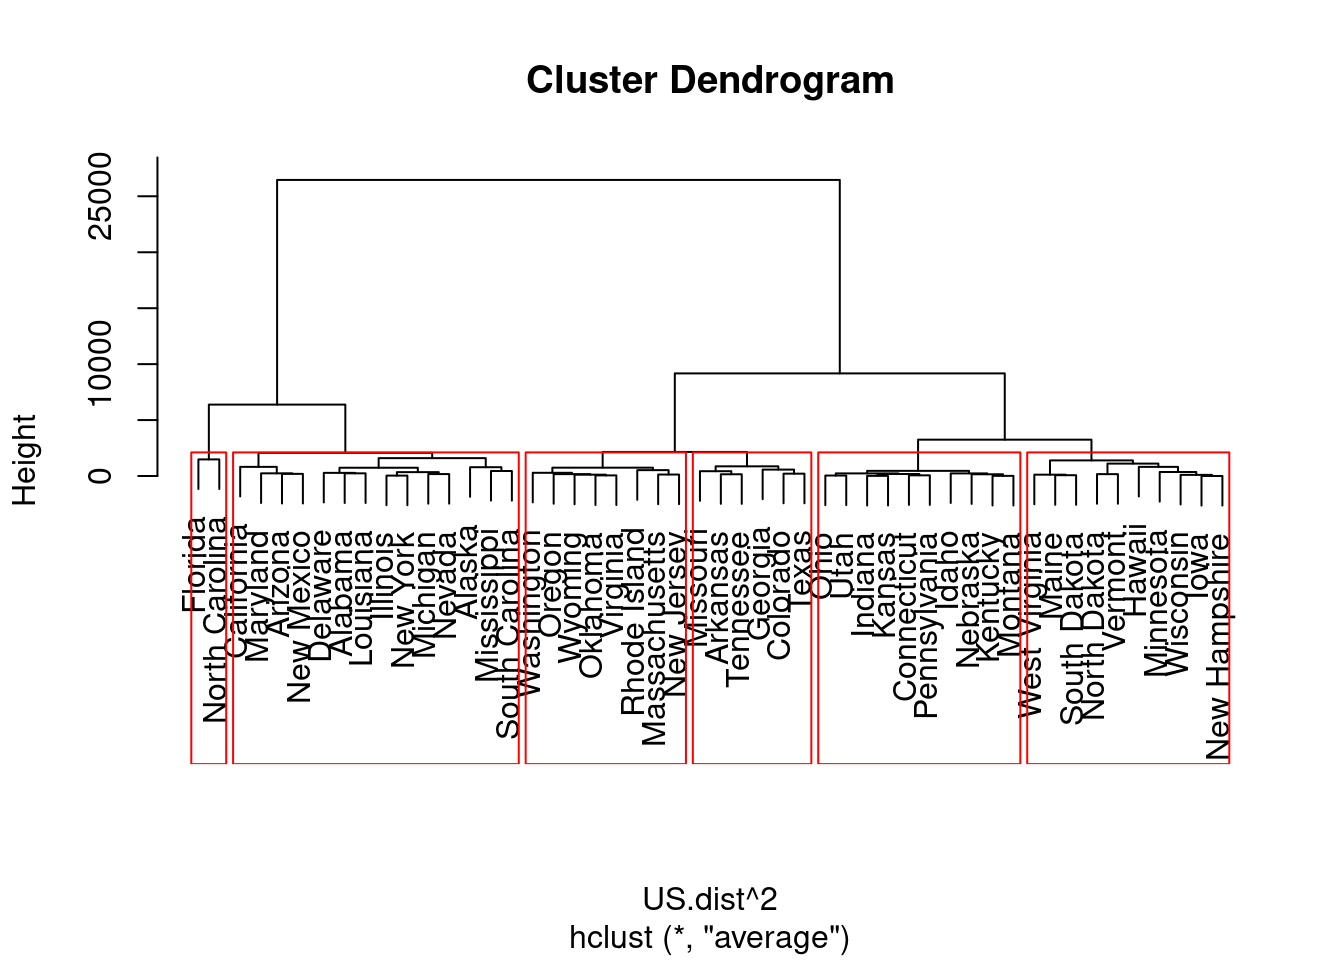 Cluster Dendrogram
Height
25000
10000
0
Florida
North Carolina
California
Maryland
Arizona
New Mexico
Delaware
Alabama
Louisiana
Illinois
New York
Michigan
Nevada
Alaska
Mississippi
South Carolina
Washington
Oregon
Wyoming
Oklahoma
Virginia
Rhode Island
Massachusetts
New Jersey
Missouri
Arkansas
Tennessee
Georgia
Colorado
Texas
Ohio
Utah
Indiana
Kansas
Connecticut
Pennsylvania
Idaho
Nebraska
Kentucky
Montana
West Virginia
Maine
South Dakota
North Dakota
Vermont
Hawaii
Minnesota
Wisconsin
Iowa
New Hampshire
US.dist^2
hclust (*, "average")